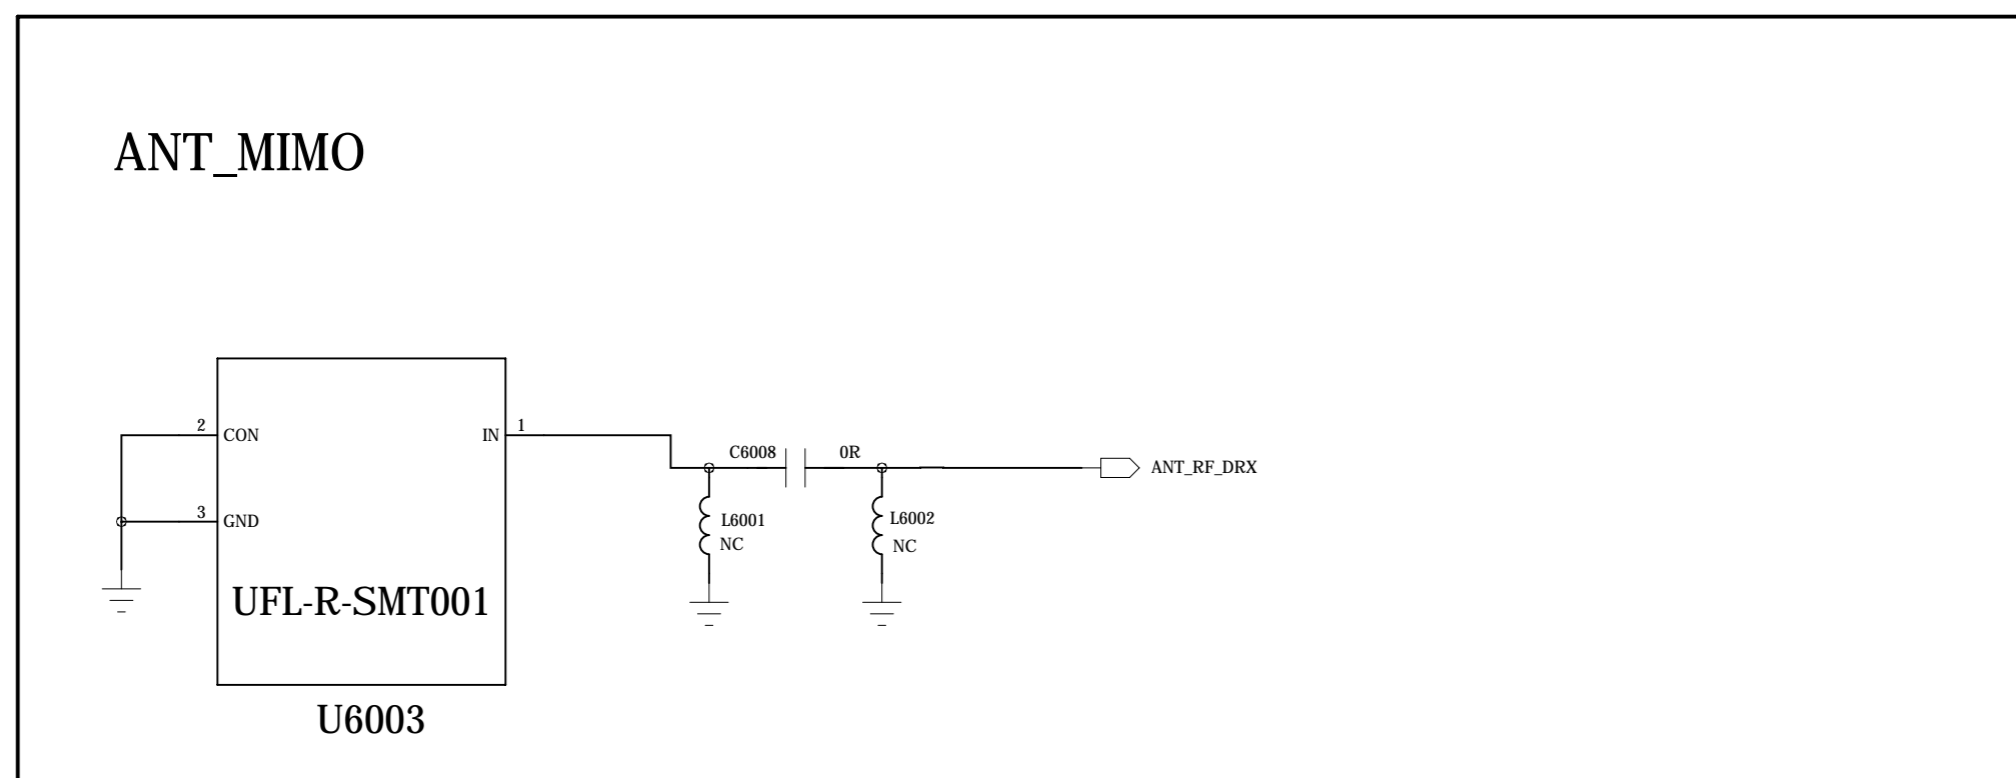 ANT_MIMO
2 CON
IN 1
C6008
0R
ANT_RF_DRX
3 GND
L6001
NC
L6002
NC
UFL-R-SMT001
U6003